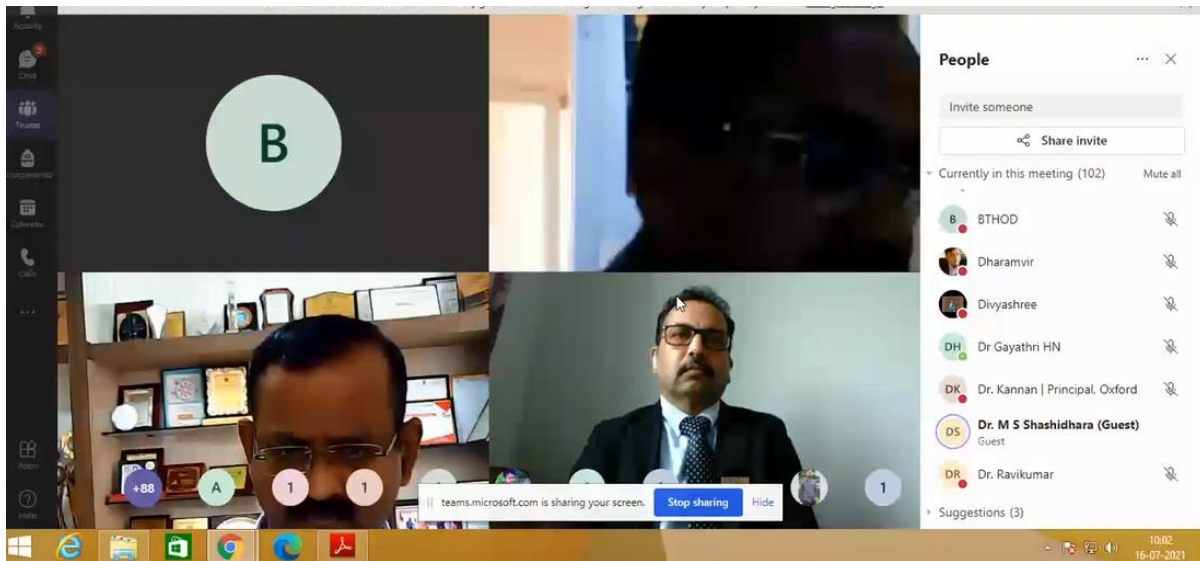 Activity
3
Chat
Teams
Assignments
Calendar
Calls
...
Apps
Help
B
+88
A
1
1
1
teams.microsoft.com is sharing your screen.
Stop sharing
Hide
People
...
Invite someone
Share invite
Currently in this meeting (102)
Mute all
B
BTHOD
Dharamvir
Divyashree
DH
Dr Gayathri HN
DK
Dr. Kannan | Principal, Oxford
DS
Dr. M S Shashidhara (Guest)
Guest
DR
Dr. Ravikumar
Suggestions (3)
10:02
16-07-2021